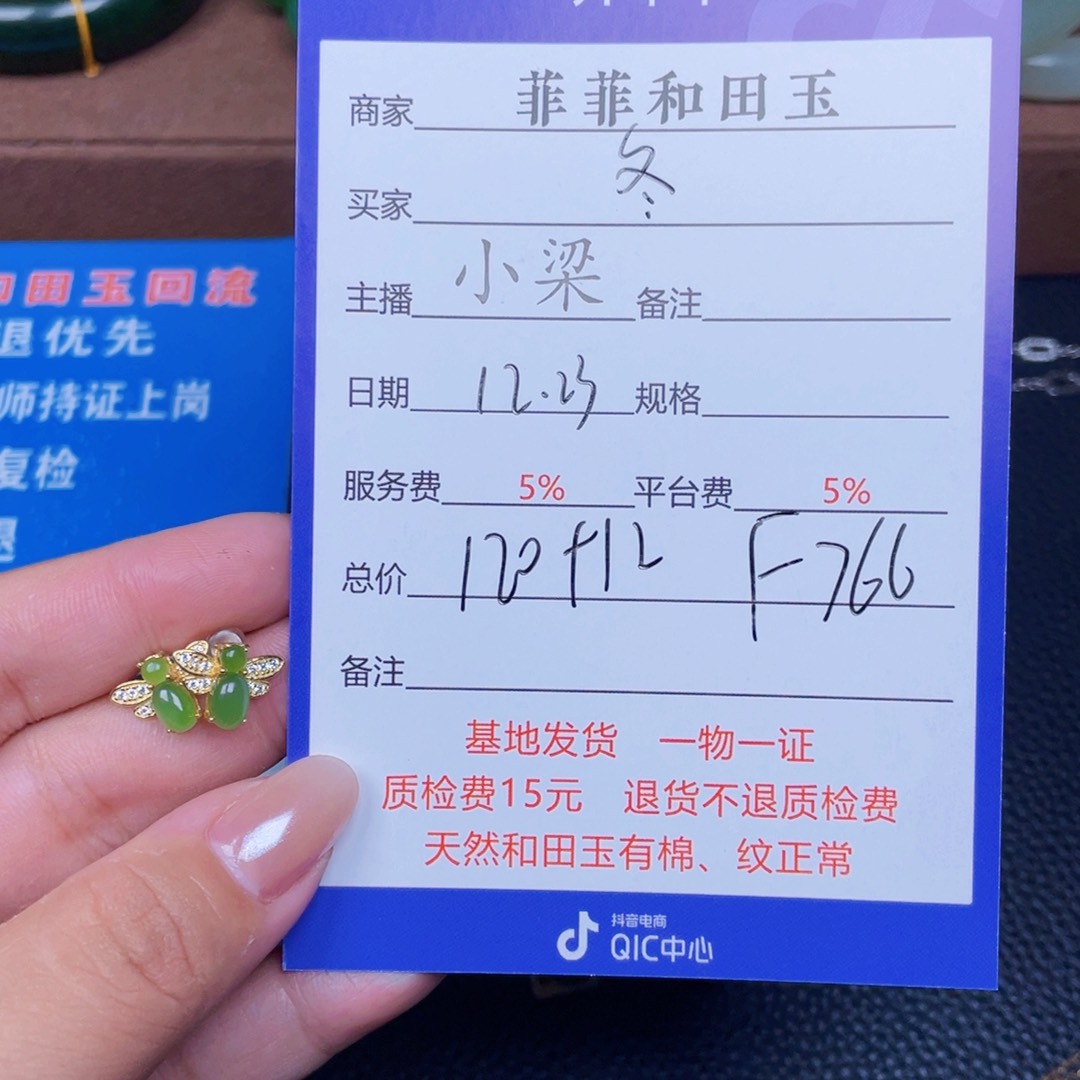 商家 菲菲和田玉
买家 冬
主播 小梁 备注
日期 12.23 规格
服务费 5% 平台费 5%
总价 120+12 F766
备注
基地发货 一物一证
质检费15元 退货不退质检费
天然和田玉有棉、纹正常
抖音电商
QIC中心
田玉回流
退优先
师持证上岗
复检